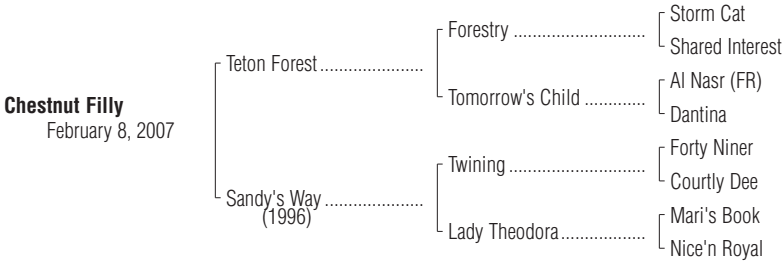 Storm Cat
Forestry ............................
Shared Interest
Teton Forest......................
Al Nasr (FR)
Tomorrow's Child .............
Dantina
Chestnut Filly
February 8, 2007
Forty Niner
Twining .............................
Courtly Dee
Sandy's Way .....................
(1996)
Mari's Book
Lady Theodora..................
Nice'n Royal